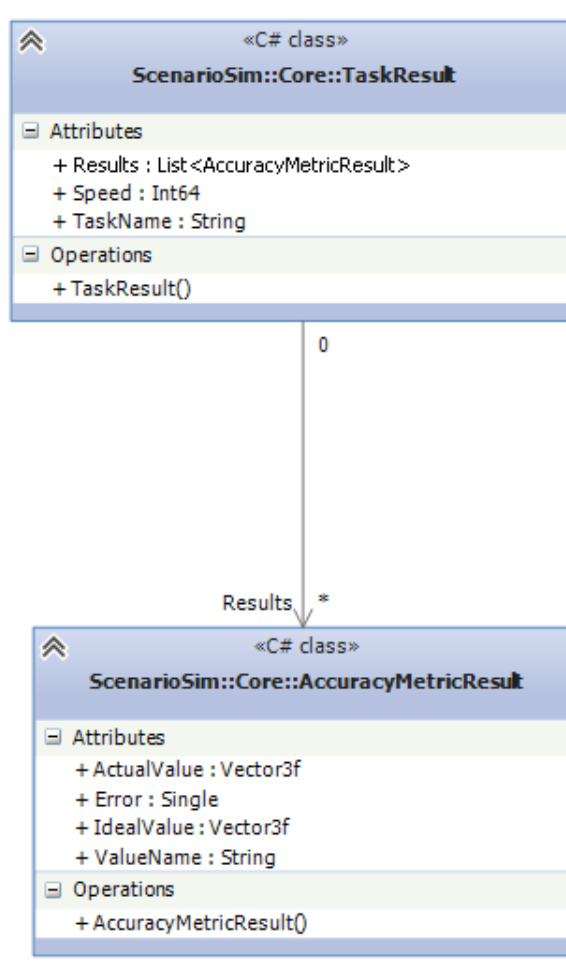 «C# class»
ScenarioSim::Core::TaskResult
Attributes
+ Results : List<AccuracyMetricResult>
+ Speed : Int64
+ TaskName : String
Operations
+ TaskResult()
0
Results *
«C# class»
ScenarioSim::Core::AccuracyMetricResult
Attributes
+ ActualValue : Vector3f
+ Error : Single
+ IdealValue : Vector3f
+ ValueName : String
Operations
+ AccuracyMetricResult()